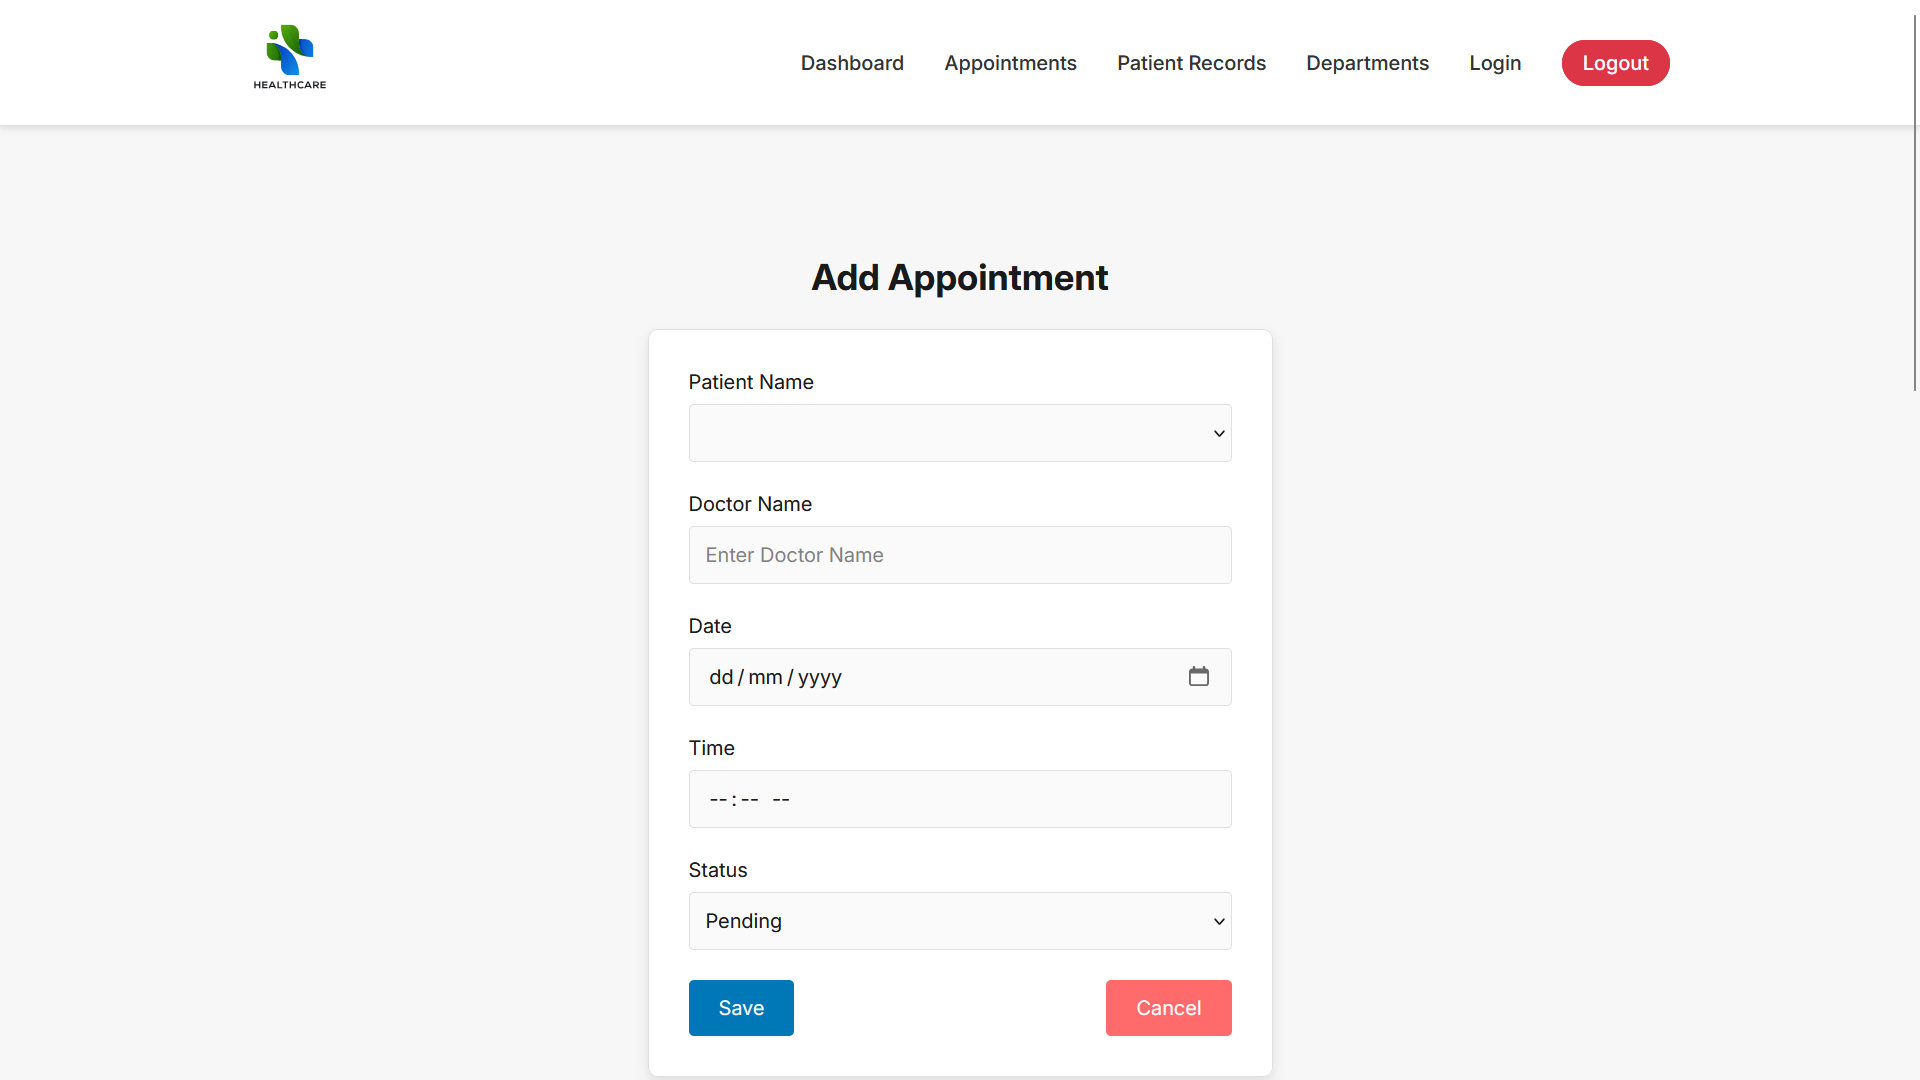 HEALTHCARE
Dashboard Appointments Patient Records Departments Login Logout
Add Appointment
Patient Name
Doctor Name
Enter Doctor Name
Date
dd/mm/yyyy
Time
--:-- --
Status
Pending
Save Cancel